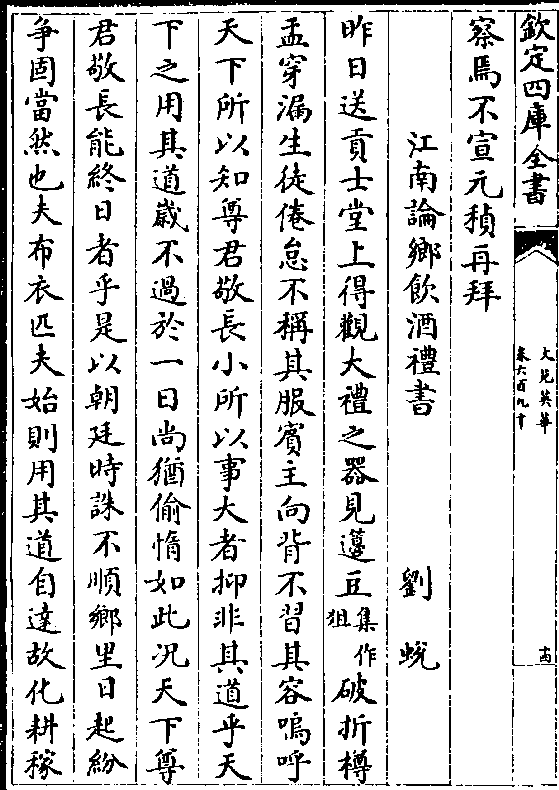 欽定四庫全書
文苑英華
卷六百九十
古
察焉不宣元稹再拜
江南論鄉飲酒禮書 劉蛻
昨日送貢士堂上得觀大禮之器見籩豆集作狙破折樽
盂穿漏生徒倦怠不稱其服賓主向背不習其容嗚呼
天下所以知尊君敬長小所以事大者抑非其道乎天
下之用其道歲不過於一日尚猶偷惰如此况天下尊
君敬長能終日者乎是以朝廷時誅不順鄉里日起紛
争固當然也夫布衣匹夫始則用其道自達故化耕稼